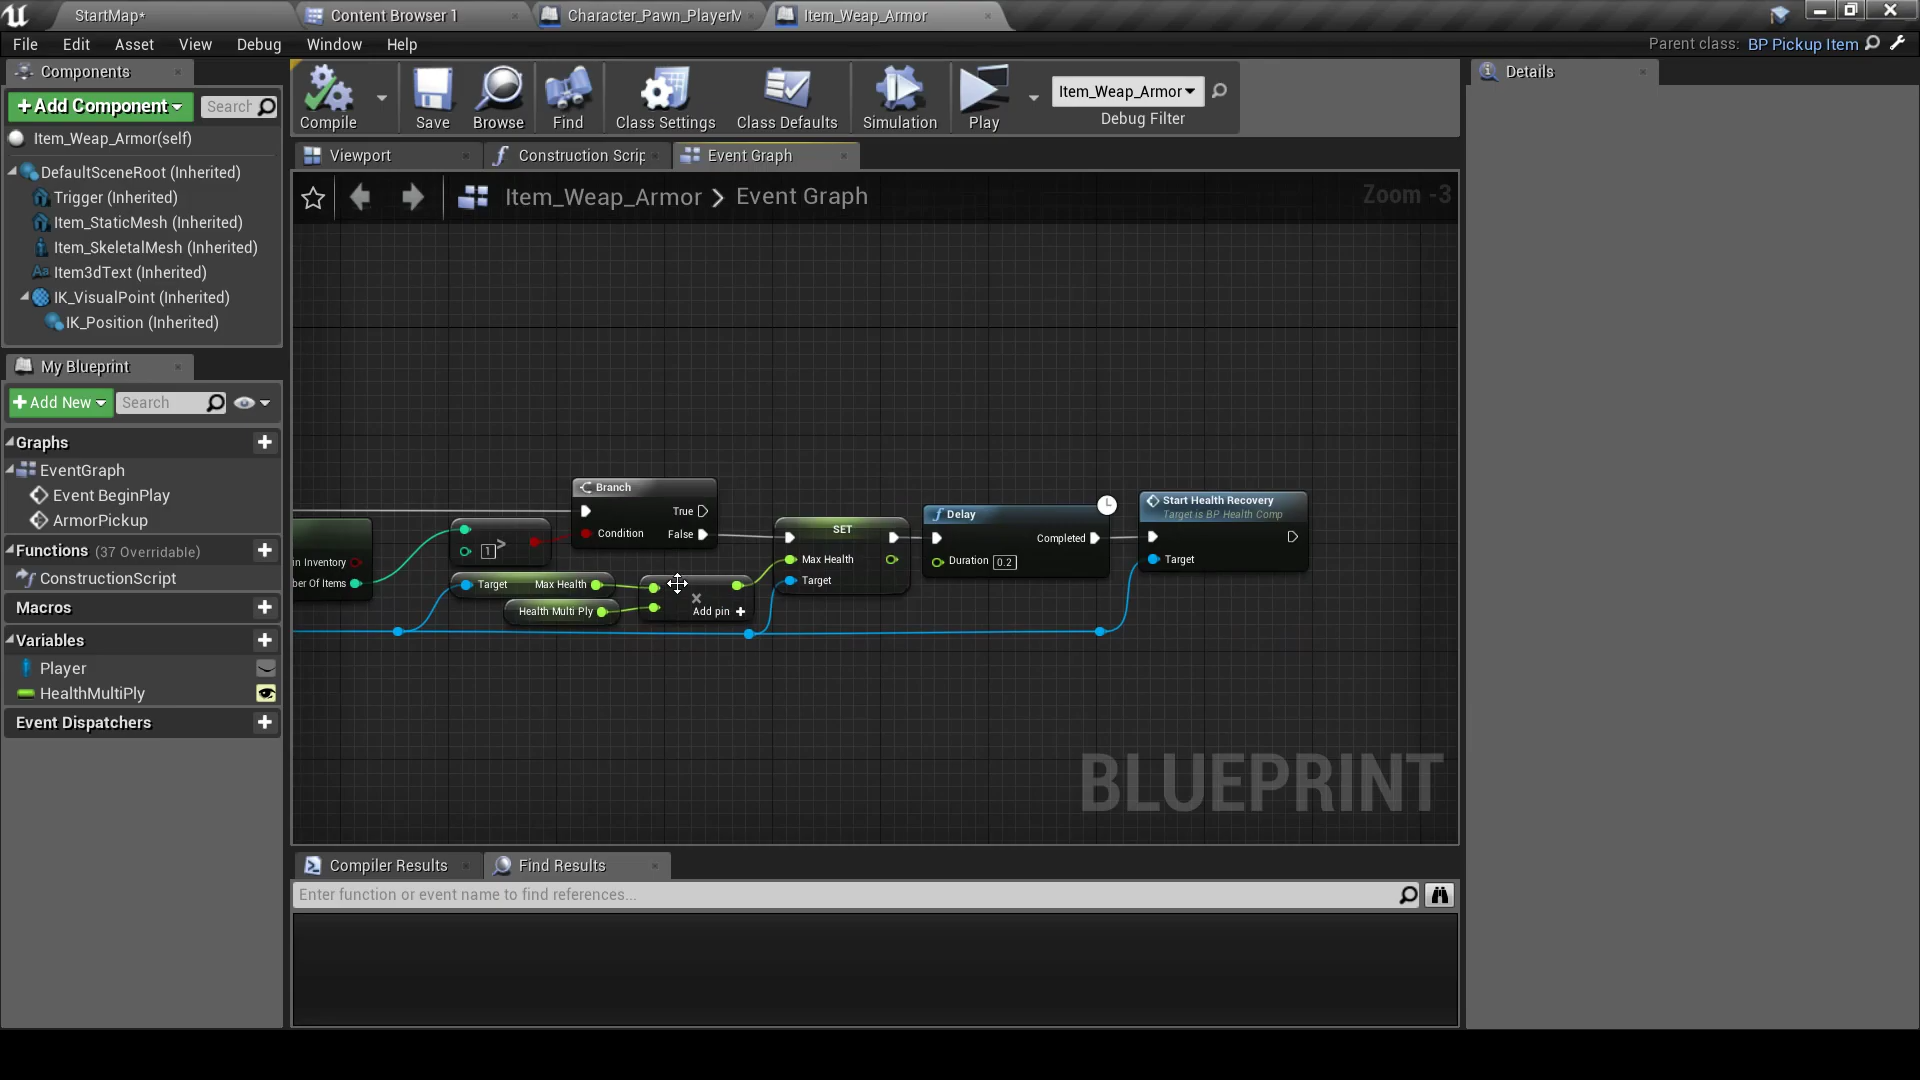 StartMap*
Content Browser 1
Character_Pawn_PlayerM
Item_Weap_Armor
File
Edit
Asset
View
Debug
Window
Help
Parent class:
BP Pickup Item
Components
+Add Component
Search
Item_Weap_Armor(self)
DefaultSceneRoot (Inherited)
Trigger (Inherited)
Item_StaticMesh (Inherited)
Item_SkeletalMesh (Inherited)
Aa Item3dText (Inherited)
IK_VisualPoint (Inherited)
IK_Position (Inherited)
My Blueprint
+ Add New
Search
Graphs
EventGraph
Event BeginPlay
ArmorPickup
Functions (37 Overridable)
ConstructionScript
Macros
Variables
Player
HealthMultiPly
Event Dispatchers
Compile
Save
Browse
Find
Class Settings
Class Defaults
Simulation
Play
Item_Weap_Armor
Debug Filter
Viewport
Construction Scrip
Event Graph
Item_Weap_Armor > Event Graph
Zoom -3
n Inventory
ber Of Items
1 >
Branch
True
Condition
False
Target
Max Health
Health Multi Ply
×
Add pin +
SET
Max Health
Target
Delay
Completed
Duration 0.2
Start Health Recovery
Target is BP Health Comp
Target
BLUEPRINT
Compiler Results
Find Results
Enter function or event name to find references...
Details